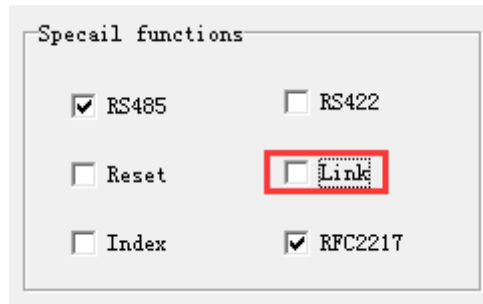 Specail functions
RS485 RS422
Reset Link
Index RFC2217